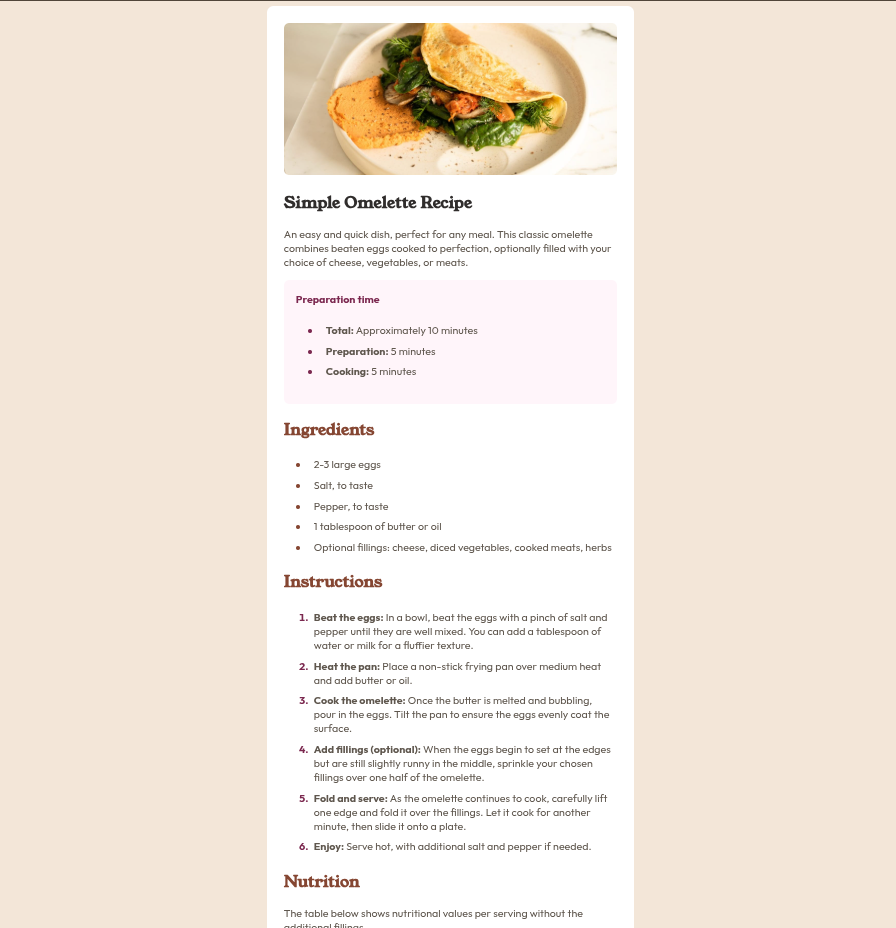 Simple Omelette Recipe
An easy and quick dish, perfect for any meal. This classic omelette
combines beaten eggs cooked to perfection, optionally filled with your
choice of cheese, vegetables, or meats.
Preparation time
Total: Approximately 10 minutes
Preparation: 5 minutes
Cooking: 5 minutes
Ingredients
2-3 large eggs
Salt, to taste
Pepper, to taste
1 tablespoon of butter or oil
Optional fillings: cheese, diced vegetables, cooked meats, herbs
Instructions
1. Beat the eggs: In a bowl, beat the eggs with a pinch of salt and
pepper until they are well mixed. You can add a tablespoon of
water or milk for a fluffier texture.
2. Heat the pan: Place a non-stick frying pan over medium heat
and add butter or oil.
3. Cook the omelette: Once the butter is melted and bubbling,
pour in the eggs. Tilt the pan to ensure the eggs evenly coat the
surface.
4. Add fillings (optional): When the eggs begin to set at the edges
but are still slightly runny in the middle, sprinkle your chosen
fillings over one half of the omelette.
5. Fold and serve: As the omelette continues to cook, carefully lift
one edge and fold it over the fillings. Let it cook for another
minute, then slide it onto a plate.
6. Enjoy: Serve hot, with additional salt and pepper if needed.
Nutrition
The table below shows nutritional values per serving without the
additional fillings.